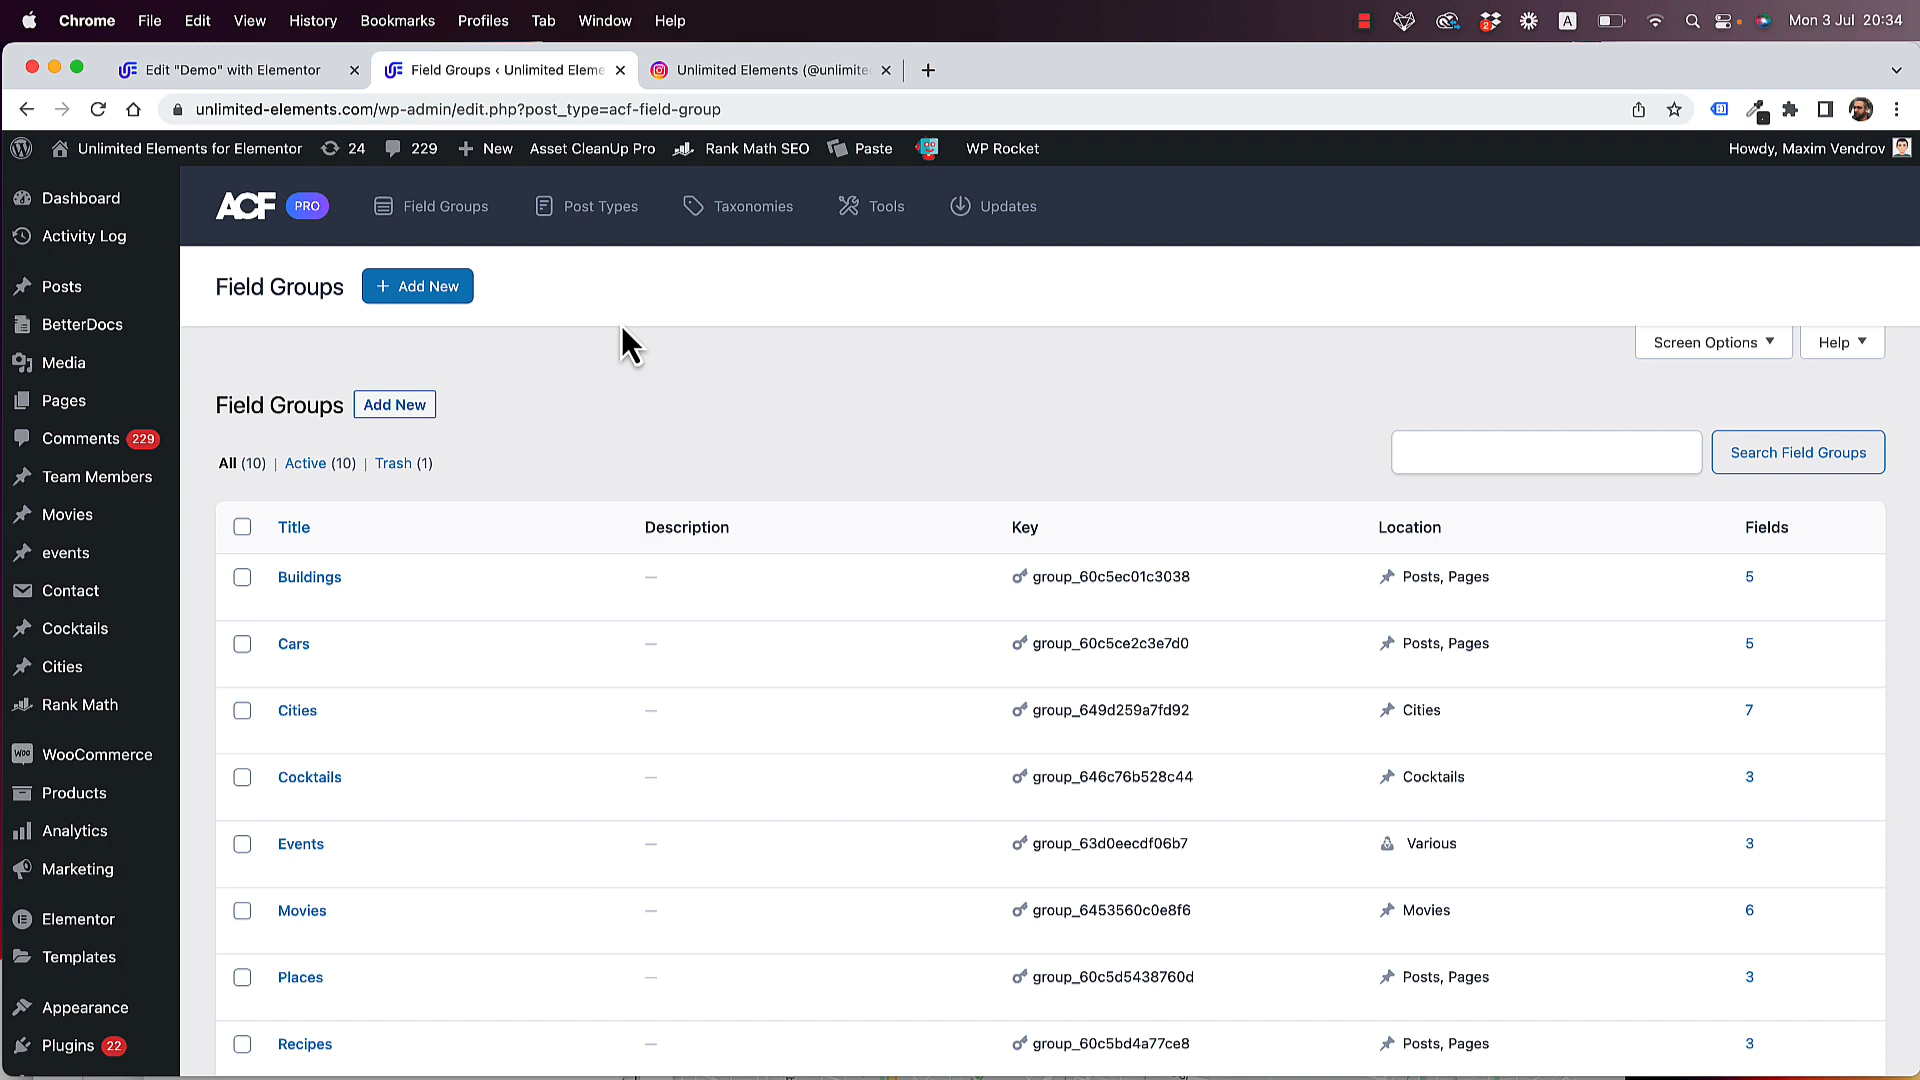 Chrome File Edit View History Bookmarks Profiles Tab Window Help A Mon 3 Jul 20:34
Edit "Demo" with Elementor Field Groups ‹ Unlimited Eleme Unlimited Elements (@unlimite
unlimited-elements.com/wp-admin/edit.php?post_type=acf-field-group
Unlimited Elements for Elementor 24 229 New Asset CleanUp Pro Rank Math SEO Paste WP Rocket Howdy, Maxim Vendrov
Dashboard
Activity Log
Posts
BetterDocs
Media
Pages
Comments 229
Team Members
Movies
events
Contact
Cocktails
Cities
Rank Math
WooCommerce
Products
Analytics
Marketing
Elementor
Templates
Appearance
Plugins 22
ACF PRO Field Groups Post Types Taxonomies Tools Updates
Field Groups + Add New
Screen Options Help
Field Groups Add New
All (10) | Active (10) | Trash (1)
Search Field Groups
Title Description Key Location Fields
Buildings — group_60c5ec01c3038 Posts, Pages 5
Cars — group_60c5ce2c3e7d0 Posts, Pages 5
Cities — group_649d259a7fd92 Cities 7
Cocktails — group_646c76b528c44 Cocktails 3
Events — group_63d0eecdf06b7 Various 3
Movies — group_6453560c0e8f6 Movies 6
Places — group_60c5d5438760d Posts, Pages 3
Recipes — group_60c5bd4a77ce8 Posts, Pages 3